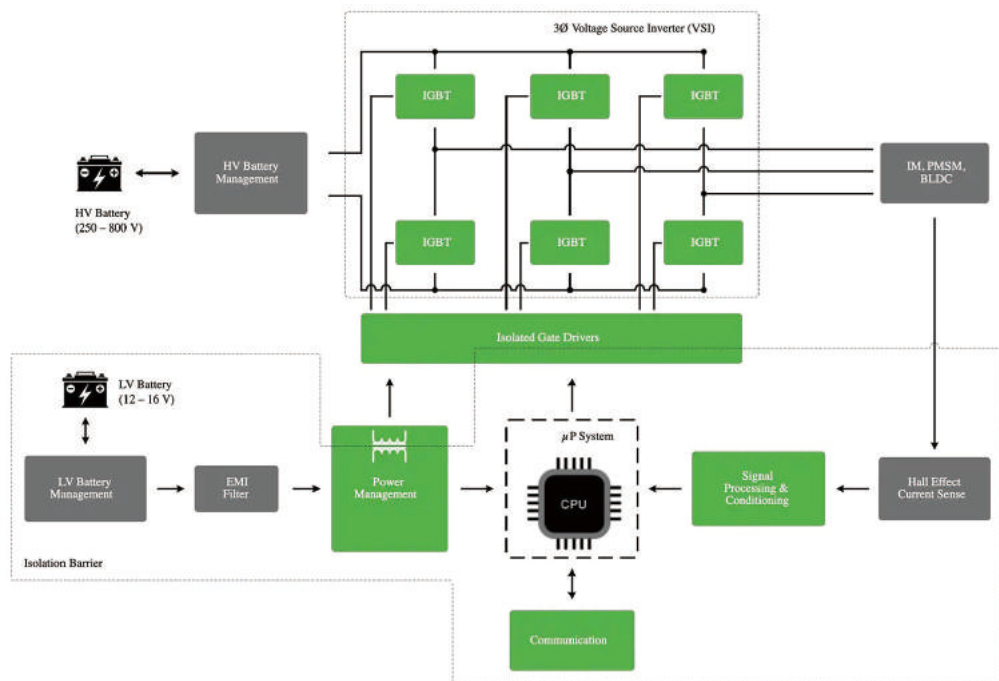 3Ø Voltage Source Inverter (VSI)
IGBT
IGBT
IGBT
HV Battery
Management
IM, PMSM,
BLDC
HV Battery
(250 – 800 V)
IGBT
IGBT
IGBT
Isolated Gate Drivers
LV Battery
(12 – 16 V)
µP System
LV Battery
Management
EMI
Filter
Power
Management
CPU
Signal
Processing &
Conditioning
Hall Effect
Current Sense
Isolation Barrier
Communication